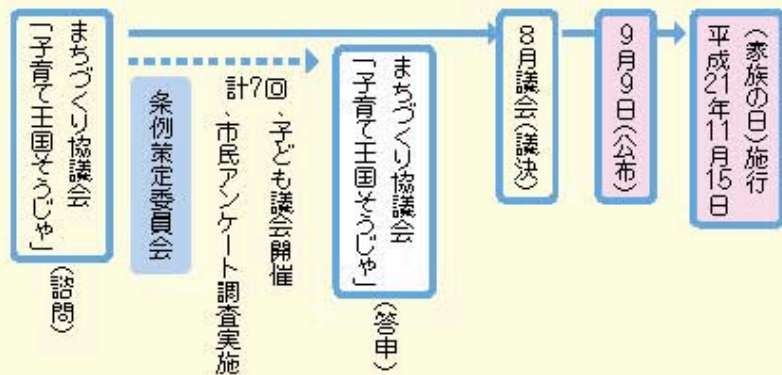 まちづくり協議会
「子育て王国そうじゃ」
(諮問)
条例策定委員会
計7回
、子ども議会開催
、市民アンケート調査実施
まちづくり協議会
「子育て王国そうじゃ」
(答申)
8月議会(議決)
9月9日(公布)
平成21年11月15日
(家族の日)施行